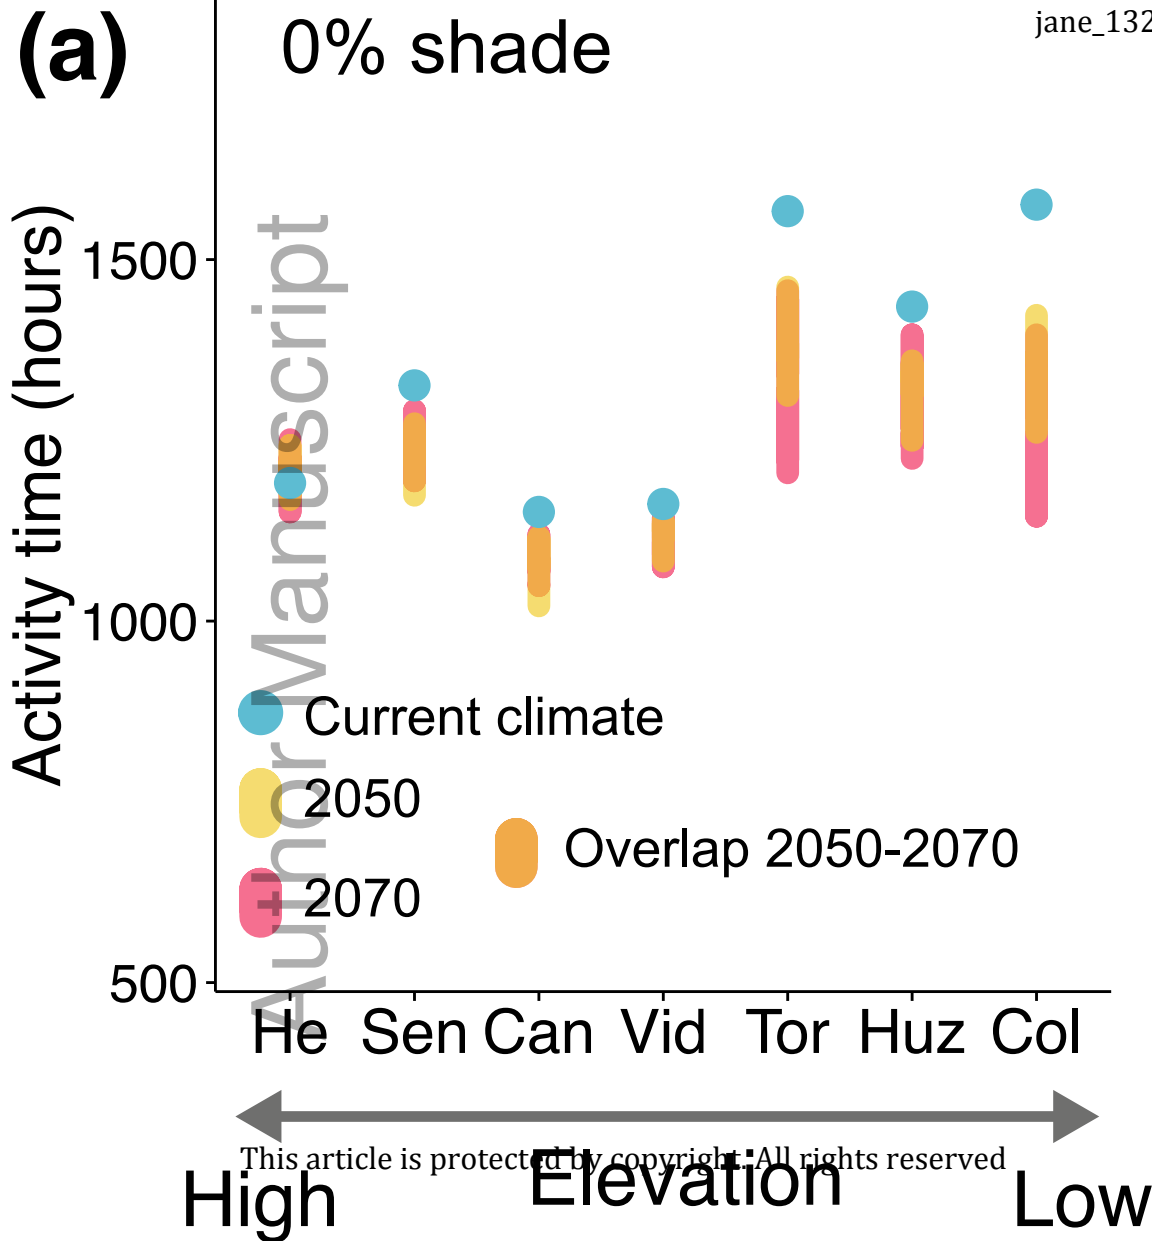 (a)
0% shade
jane_132
Activity time (hours)
1500
1000
500
Author Manuscript
Current climate
2050
2070
Overlap 2050-2070
He Sen Can Vid Tor Huz Col
This article is protected by copyright. All rights reserved
High Elevation Low